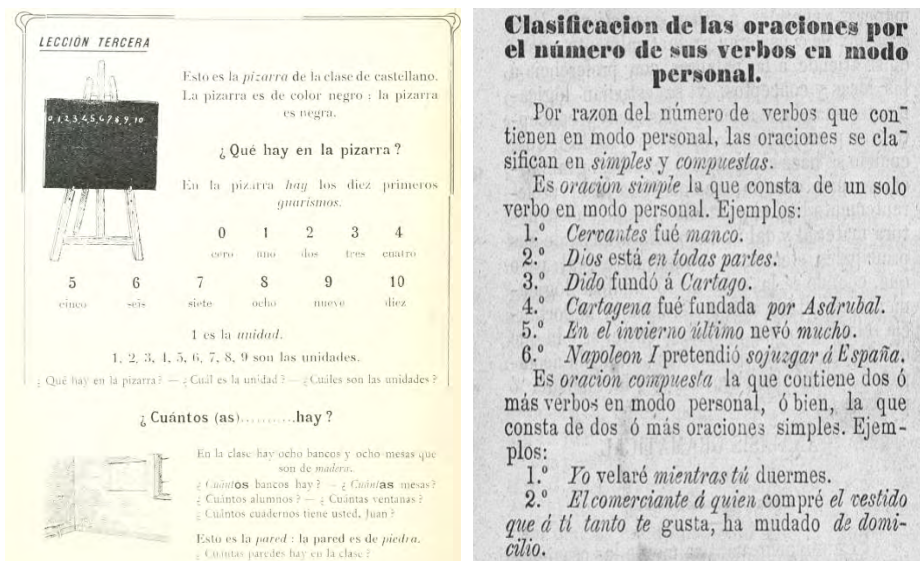 LECCIÓN TERCERA
0,1,2,3,4,5,6,7,8,9,10
Esto es la pizarra de la clase de castellano.
La pizarra es de color negro : la pizarra
es negra.
¿ Qué hay en la pizarra ?
En la pizarra hay los diez primeros
guarismos.
0 1 2 3 4
cero uno dos tres cuatro
5 6 7 8 9 10
cinco seis siete ocho nueve diez
1 es la unidad.
1, 2, 3, 4, 5, 6, 7, 8, 9 son las unidades.
¿ Qué hay en la pizarra ? — ¿ Cuál es la unidad ? — ¿ Cuáles son las unidades ?
¿ Cuántos (as)..........hay ?
En la clase hay ocho bancos y ocho mesas que
son de madera.
¿ Cuántos bancos hay ? — ¿ Cuántas mesas ?
¿ Cuántos alumnos ? — ¿ Cuántas ventanas ?
¿ Cuántos cuadernos tiene usted, Juan ?
Esto es la pared : la pared es de piedra.
¿ Cuántas paredes hay en la clase ?
Clasificacion de las oraciones por
el número de sus verbos en modo
personal.
Por razon del número de verbos que con-
tienen en modo personal, las oraciones se cla-
sifican en simples y compuestas.
Es oracion simple la que consta de un solo
verbo en modo personal. Ejemplos:
1.º Cervantes fué manco.
2.º Dios está en todas partes.
3.º Dido fundó á Cartago.
4.º Cartagena fué fundada por Asdrubal.
5.º En el invierno último nevó mucho.
6.º Napoleon I pretendió sojuzgar á España.
Es oracion compuesta la que contiene dos ó
más verbos en modo personal, ó bien, la que
consta de dos ó más oraciones simples. Ejem-
plos:
1.º Yo velaré mientras tú duermes.
2.º El comerciante á quien compré el vestido
que á ti tanto te gusta, ha mudado de domi-
cilio.